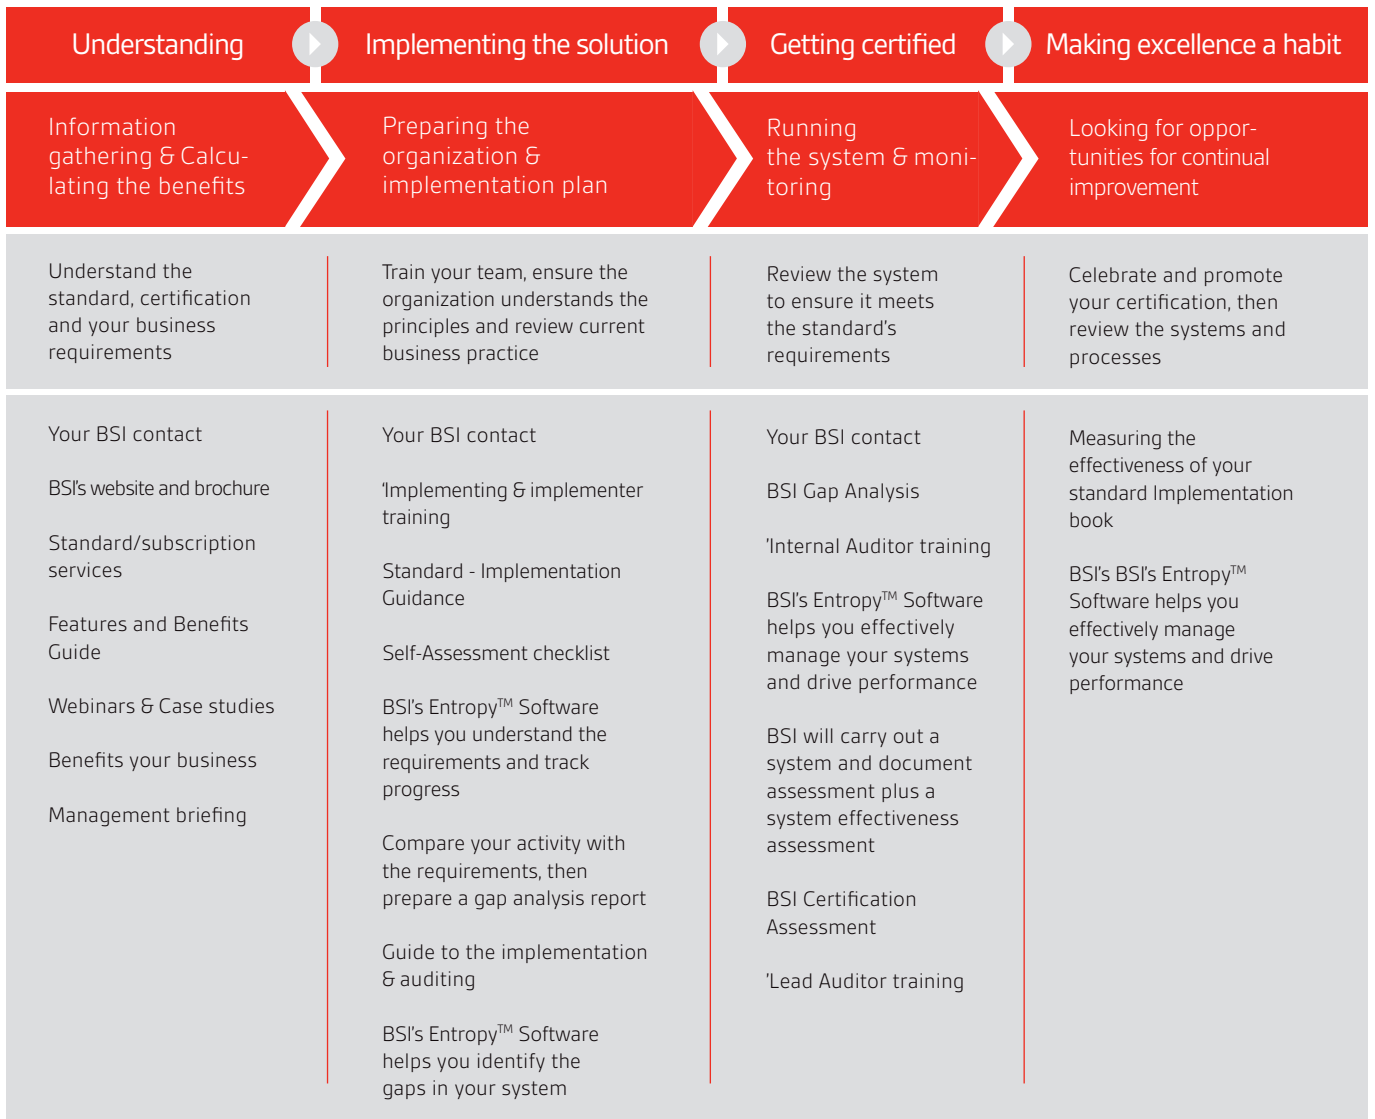 Understanding
Implementing the solution
Getting certified
Making excellence a habit
Information
gathering & Calcu-
lating the benefits
Preparing the
organization &
implementation plan
Running
the system & moni-
toring
Looking for oppor-
tunities for continual
improvement
Understand the
standard, certification
and your business
requirements
Train your team, ensure the
organization understands the
principles and review current
business practice
Review the system
to ensure it meets
the standard's
requirements
Celebrate and promote
your certification, then
review the systems and
processes
Your BSI contact
BSI's website and brochure
Standard/subscription
services
Features and Benefits
Guide
Webinars & Case studies
Benefits your business
Management briefing
Your BSI contact
‘Implementing & implementer
training
Standard - Implementation
Guidance
Self-Assessment checklist
BSI's Entropy™ Software
helps you understand the
requirements and track
progress
Compare your activity with
the requirements, then
prepare a gap analysis report
Guide to the implementation
& auditing
BSI's Entropy™ Software
helps you identify the
gaps in your system
Your BSI contact
BSI Gap Analysis
’Internal Auditor training
BSI's Entropy™ Software
helps you effectively
manage your systems
and drive performance
BSI will carry out a
system and document
assessment plus a
system effectiveness
assessment
BSI Certification
Assessment
’Lead Auditor training
Measuring the
effectiveness of your
standard Implementation
book
BSI's BSI's Entropy™
Software helps you
effectively manage
your systems and drive
performance